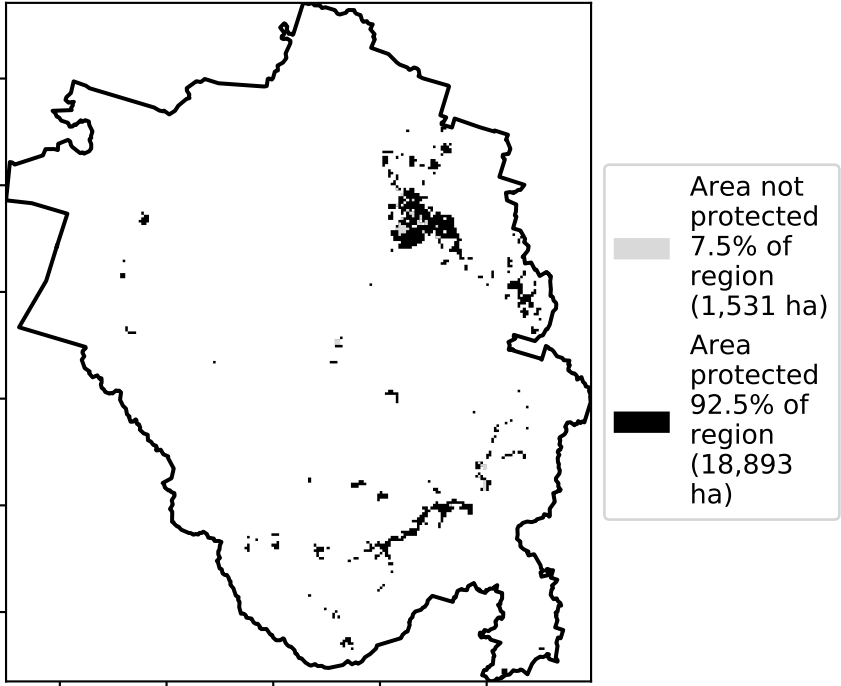 Area not
protected
7.5% of
region
(1,531 ha)
Area
protected
92.5% of
region
(18,893
ha)